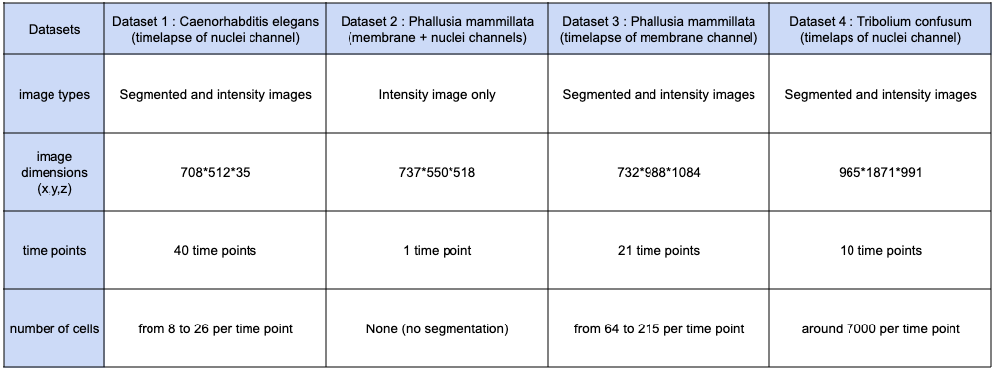 Datasets
Dataset 1 : Caenorhabditis elegans
(timelapse of nuclei channel)
Dataset 2 : Phallusia mammillata
(membrane + nuclei channels)
Dataset 3 : Phallusia mammillata
(timelapse of membrane channel)
Dataset 4 : Tribolium confusum
(timelaps of nuclei channel)
image types
Segmented and intensity images
Intensity image only
Segmented and intensity images
Segmented and intensity images
image
dimensions
(x,y,z)
708*512*35
737*550*518
732*988*1084
965*1871*991
time points
40 time points
1 time point
21 time points
10 time points
number of cells
from 8 to 26 per time point
None (no segmentation)
from 64 to 215 per time point
around 7000 per time point